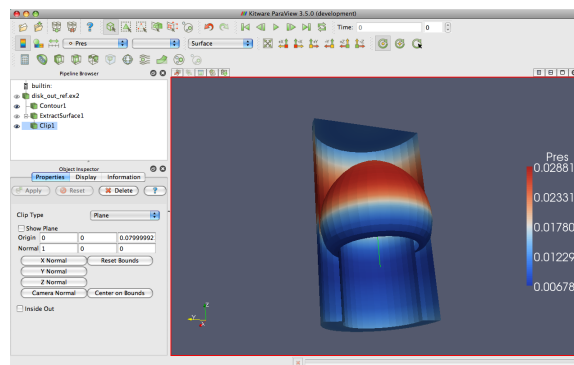 Kitware ParaView 3.5.0 (development)
Time: 0
0
Pres
Surface
Pipeline Browser
builtin:
disk_out_ref.ex2
Contour1
ExtractSurface1
Clip1
Object Inspector
Properties Display Information
Apply Reset Delete ?
Clip Type Plane
Show Plane
Origin 0 0 0.07999992
Normal 1 0 0
X Normal Reset Bounds
Y Normal
Z Normal
Camera Normal Center on Bounds
Inside Out
Pres
0.02881
0.02331
0.01780
0.01229
0.00678
Z
Y
X